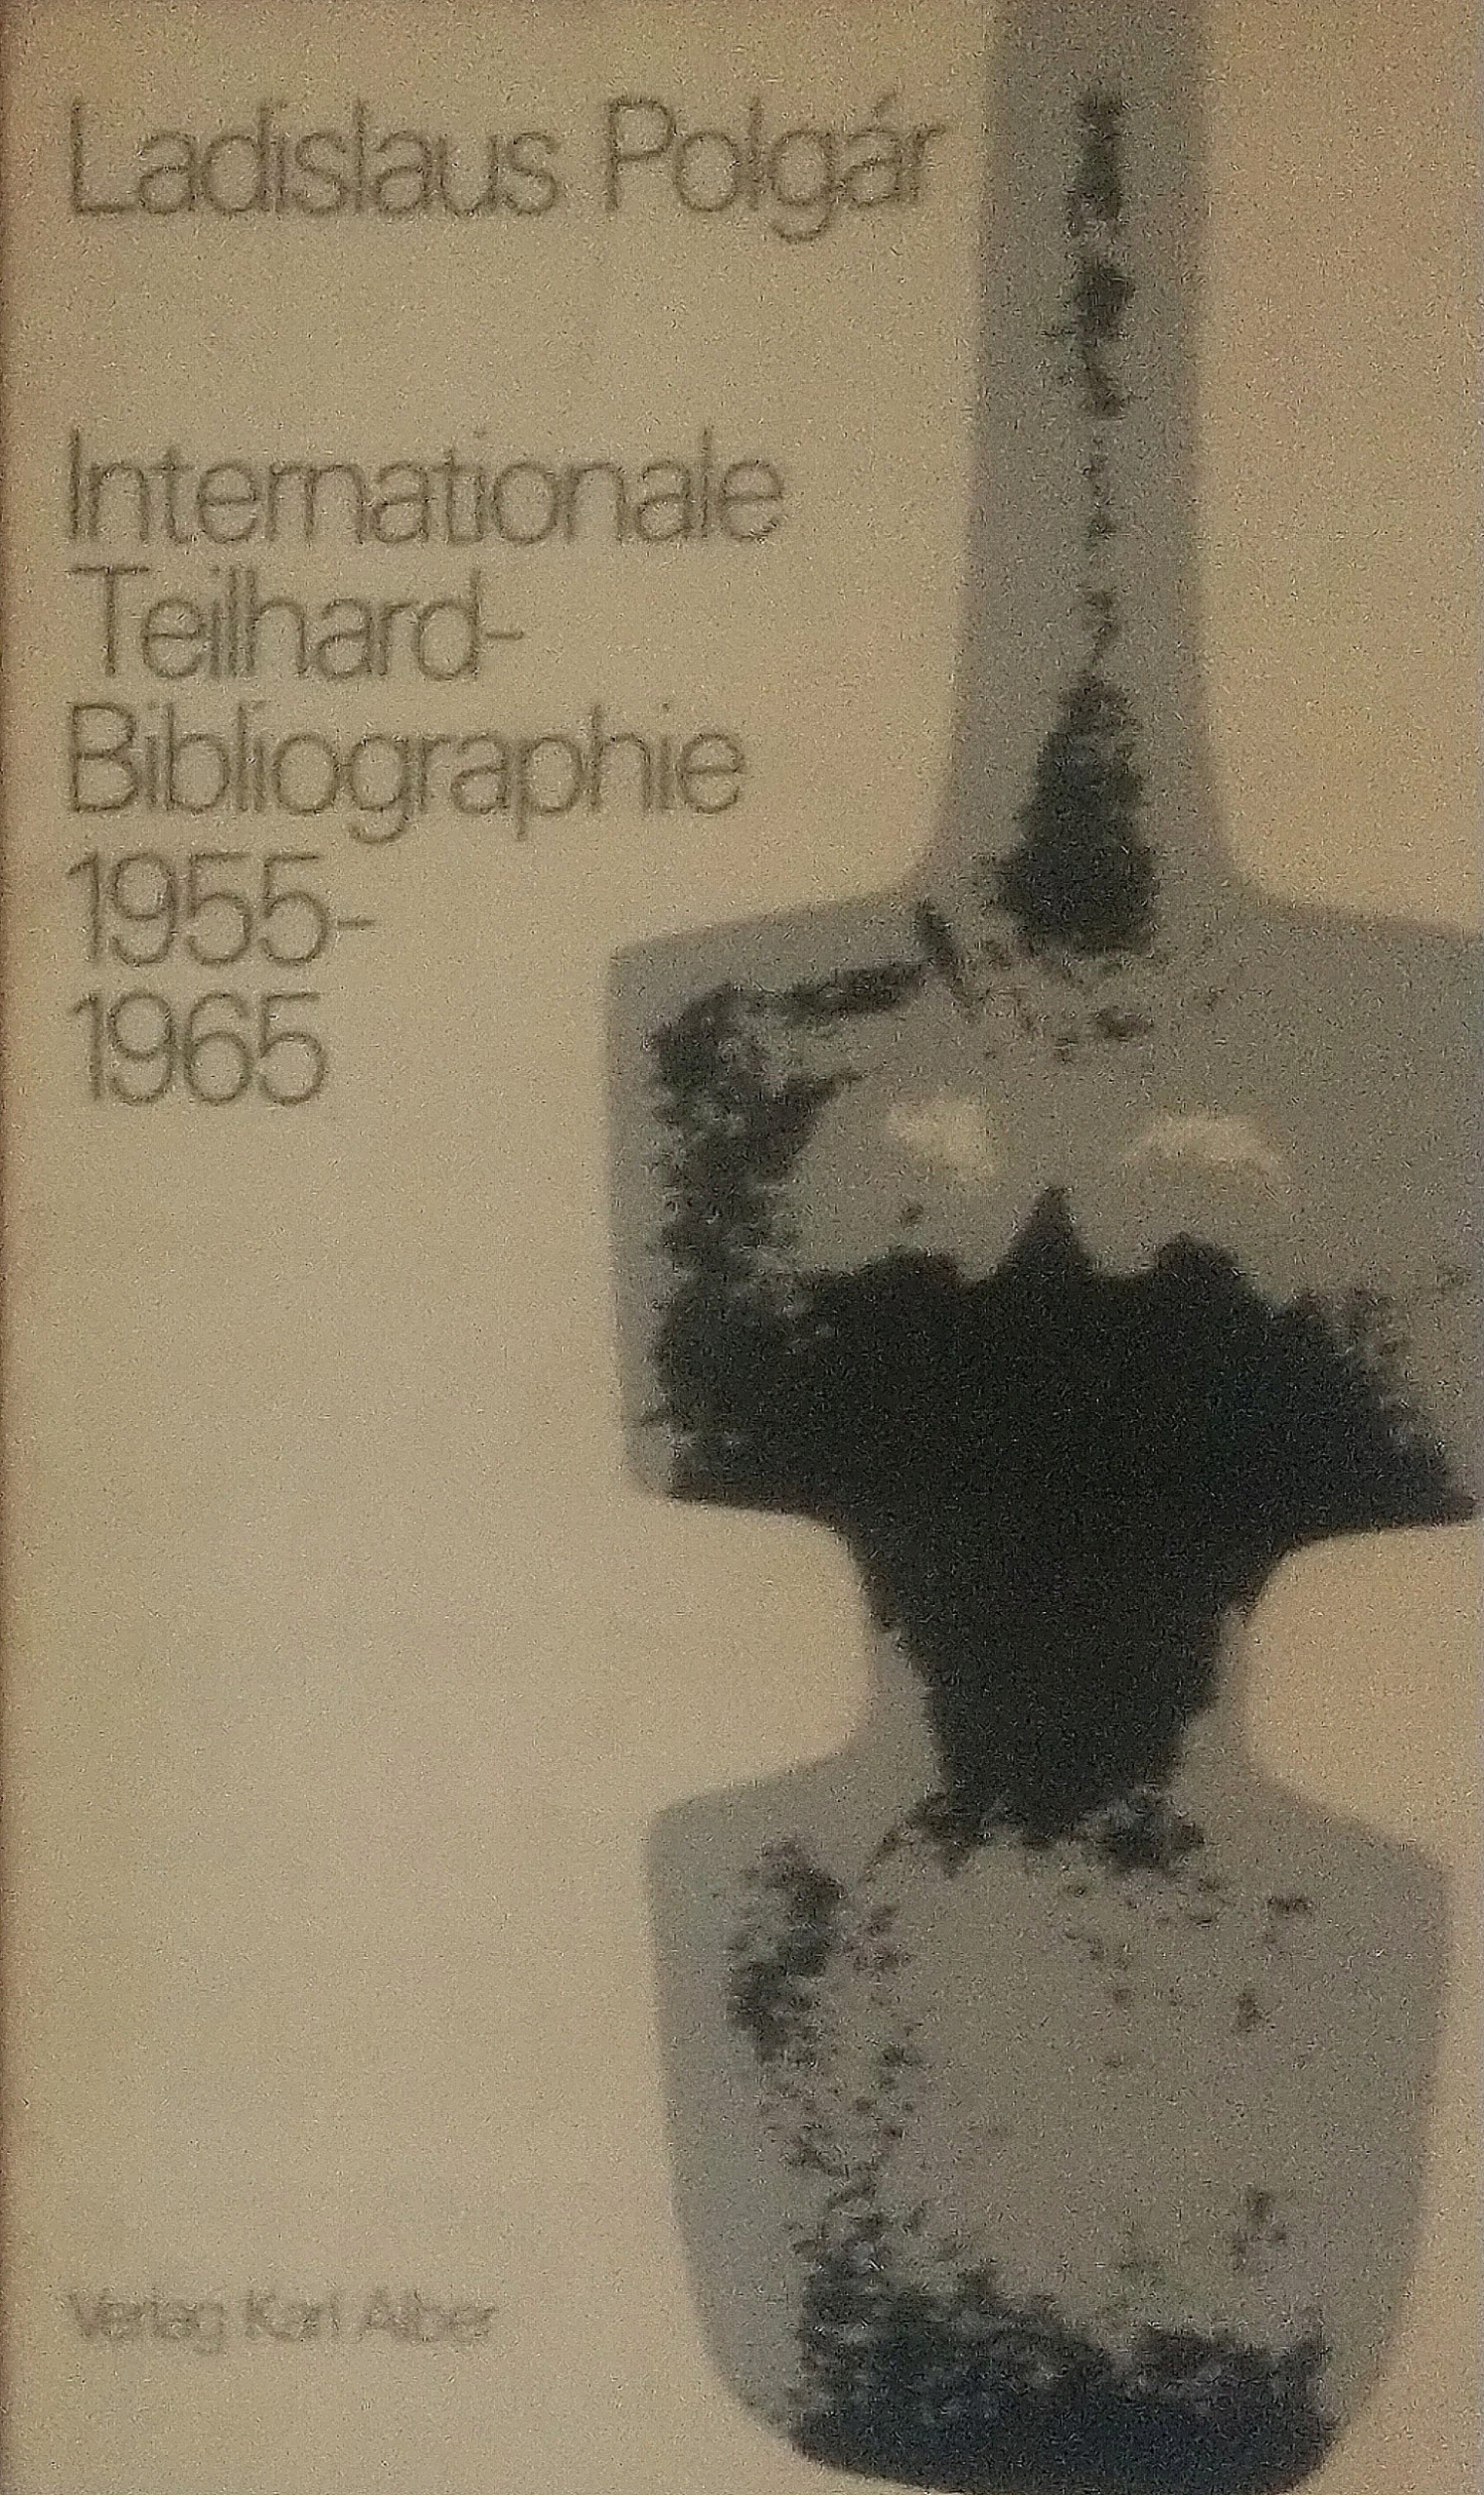 Ladislaus Polgár
Internationale
Teilhard-
Bibliographie
1955-
1965
Verlag Karl Alber